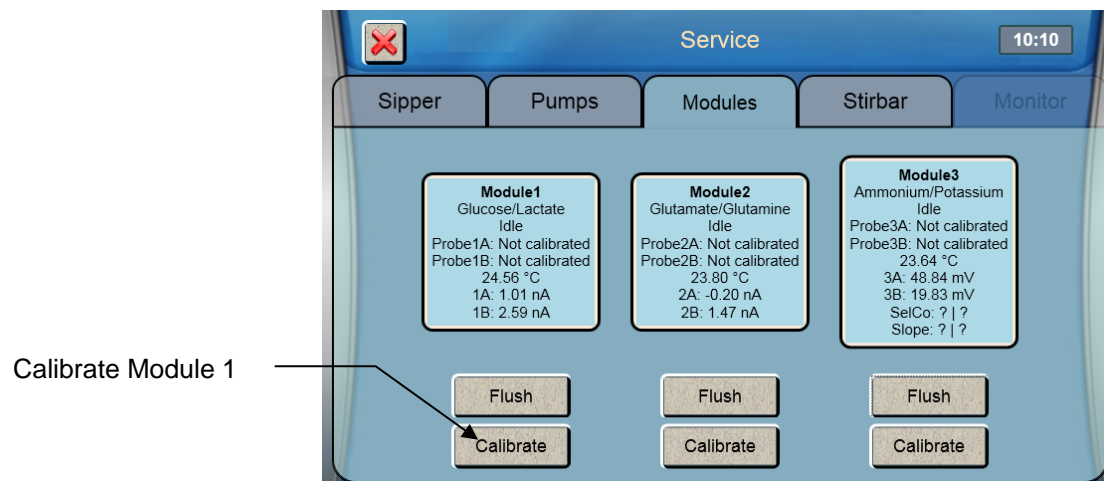 Service
10:10
Sipper
Pumps
Modules
Stirbar
Monitor
Module1
Glucose/Lactate
Idle
Probe1A: Not calibrated
Probe1B: Not calibrated
24.56 °C
1A: 1.01 nA
1B: 2.59 nA
Module2
Glutamate/Glutamine
Idle
Probe2A: Not calibrated
Probe2B: Not calibrated
23.80 °C
2A: -0.20 nA
2B: 1.47 nA
Module3
Ammonium/Potassium
Idle
Probe3A: Not calibrated
Probe3B: Not calibrated
23.64 °C
3A: 48.84 mV
3B: 19.83 mV
SelCo: ? | ?
Slope: ? | ?
Calibrate Module 1
Flush
Flush
Flush
Calibrate
Calibrate
Calibrate